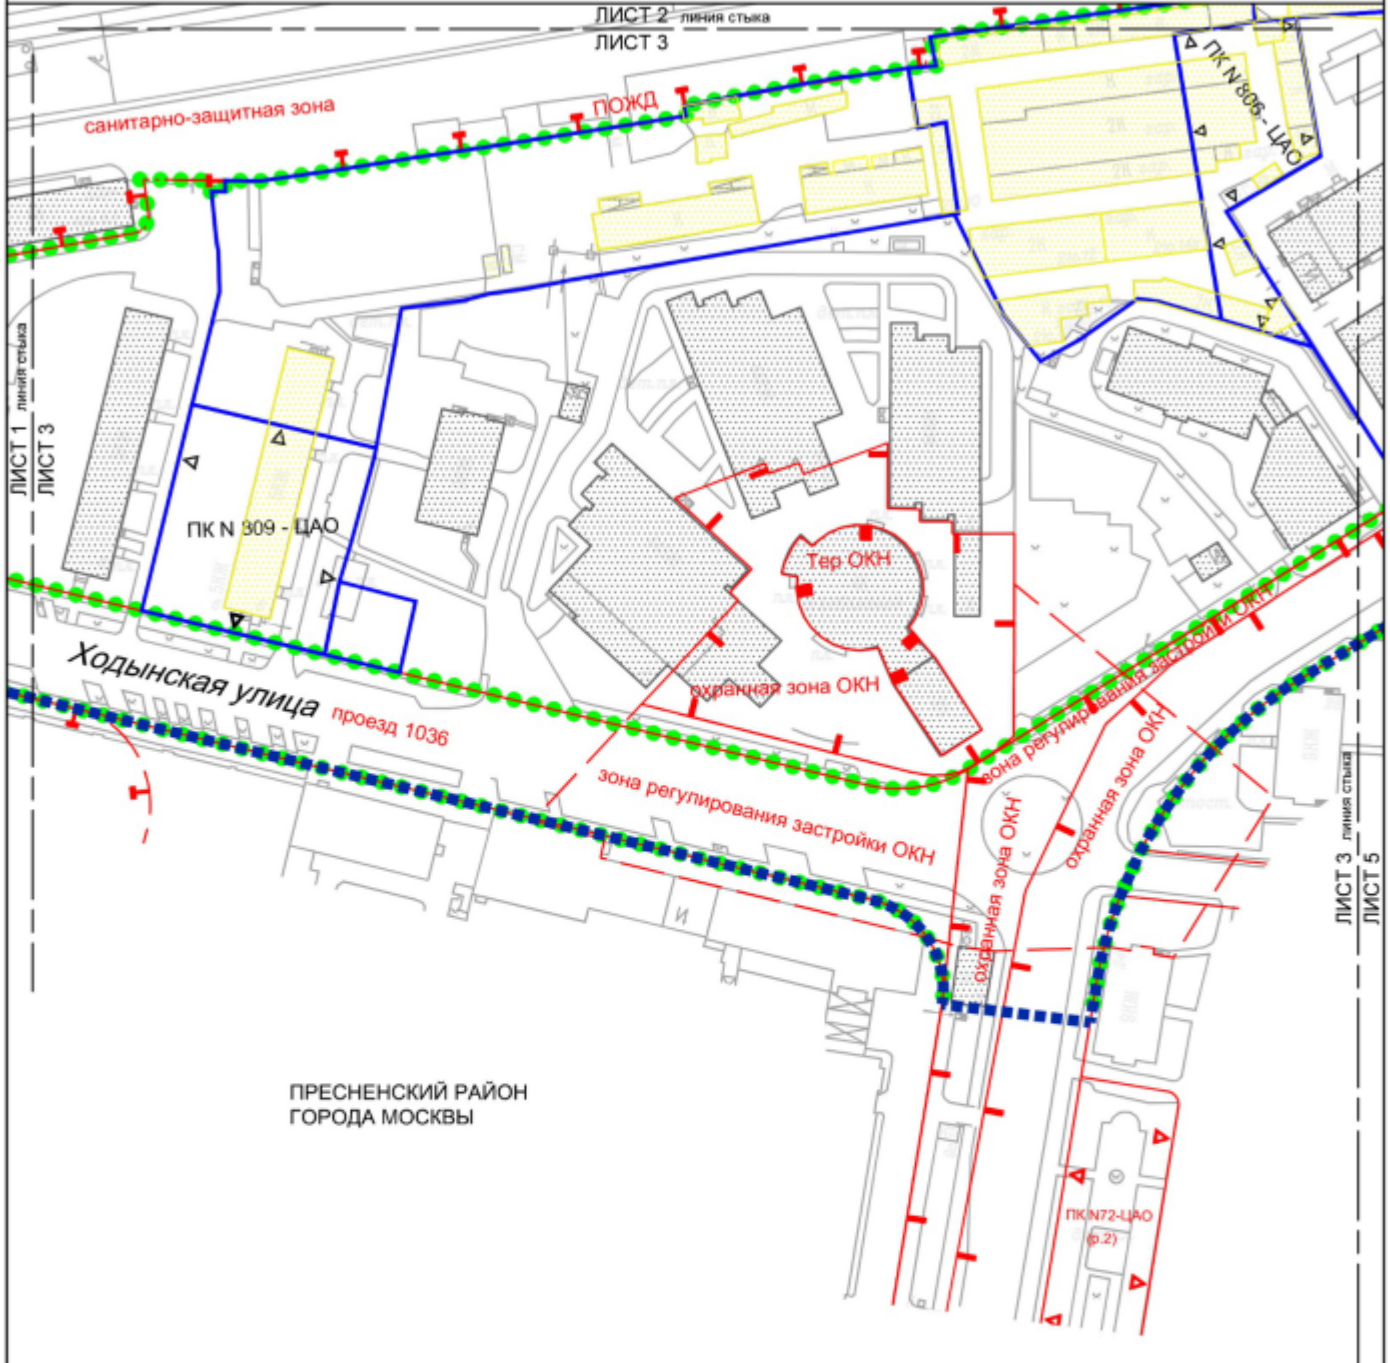 ЛИСТ 2 линия стыка
ЛИСТ 3
санитарно-защитная зона
ПОЖД
ПК N 806 - ЦАО
ЛИСТ 1 линия стыка
ЛИСТ 3
ПК N 309 - ЦАО
Тер ОКН
охранная зона ОКН
Ходынская улица
проезд 1036
зона регулирования застройки ОКН
зона регулирования застройки ОКН
охранная зона ОКН
охранная зона ОКН
ЛИСТ 3 линия стыка
ЛИСТ 5
И
ПРЕСНЕНСКИЙ РАЙОН
ГОРОДА МОСКВЫ
ПК N72-ЦАО
(р.2)